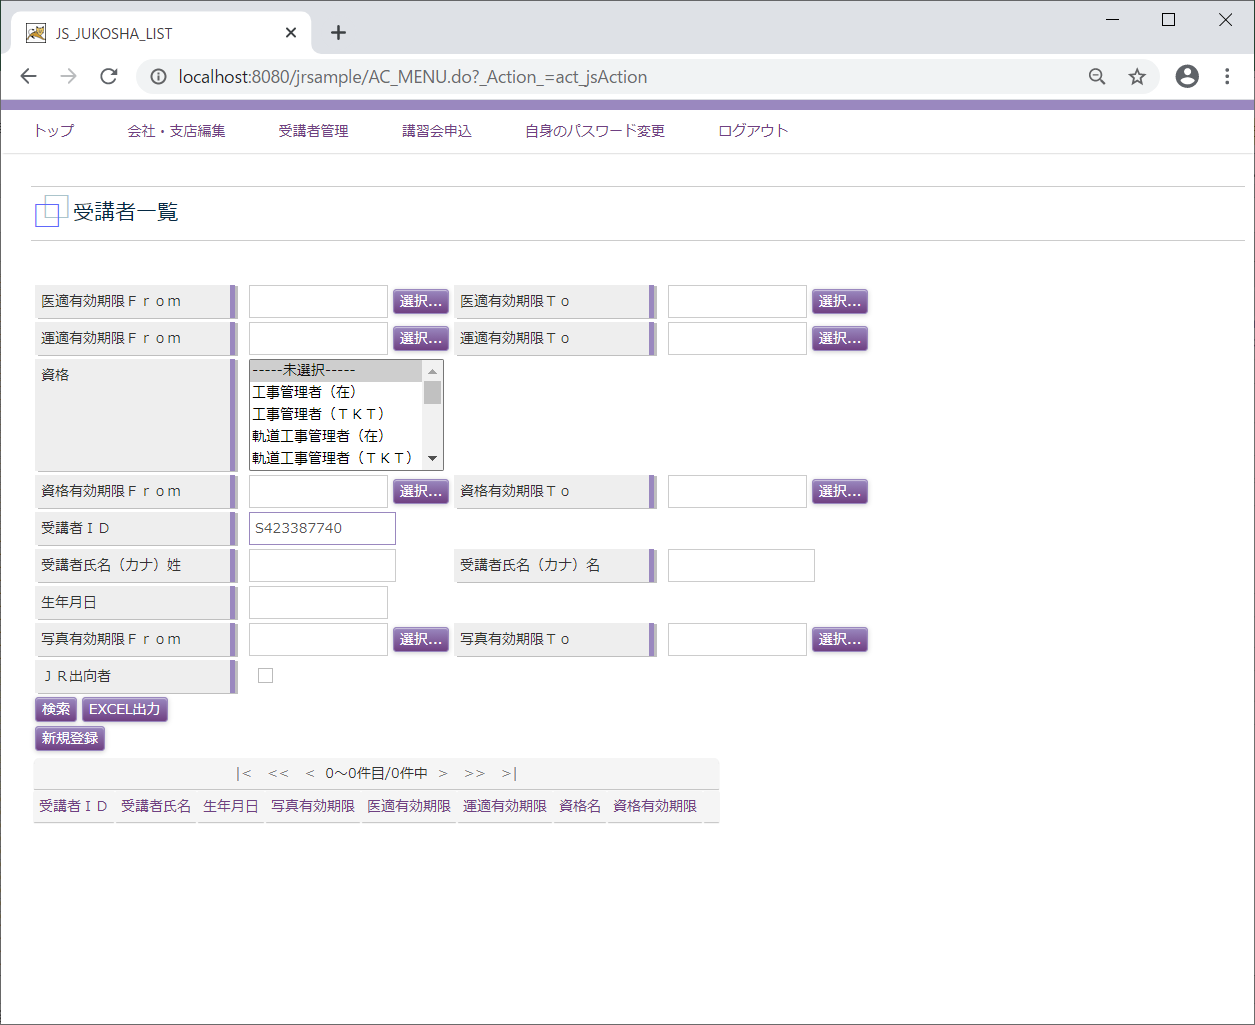 JS_JUKOSHA_LIST
localhost:8080/jrsample/AC_MENU.do?_Action_=act_jsAction
トップ 会社・支店編集 受講者管理 講習会申込 自身のパスワード変更 ログアウト
受講者一覧
医適有効期限Ｆｒｏｍ 選択... 医適有効期限Ｔｏ 選択...
運適有効期限Ｆｒｏｍ 選択... 運適有効期限Ｔｏ 選択...
資格 -----未選択-----
工事管理者（在）
工事管理者（ＴＫＴ）
軌道工事管理者（在）
軌道工事管理者（ＴＫＴ）
資格有効期限Ｆｒｏｍ 選択... 資格有効期限Ｔｏ 選択...
受講者ＩＤ S423387740
受講者氏名（カナ）姓 受講者氏名（カナ）名
生年月日
写真有効期限Ｆｒｏｍ 選択... 写真有効期限Ｔｏ 選択...
ＪＲ出向者
検索 EXCEL出力
新規登録
|< << < 0～0件目/0件中 > >> >|
受講者ＩＤ 受講者氏名 生年月日 写真有効期限 医適有効期限 運適有効期限 資格名 資格有効期限